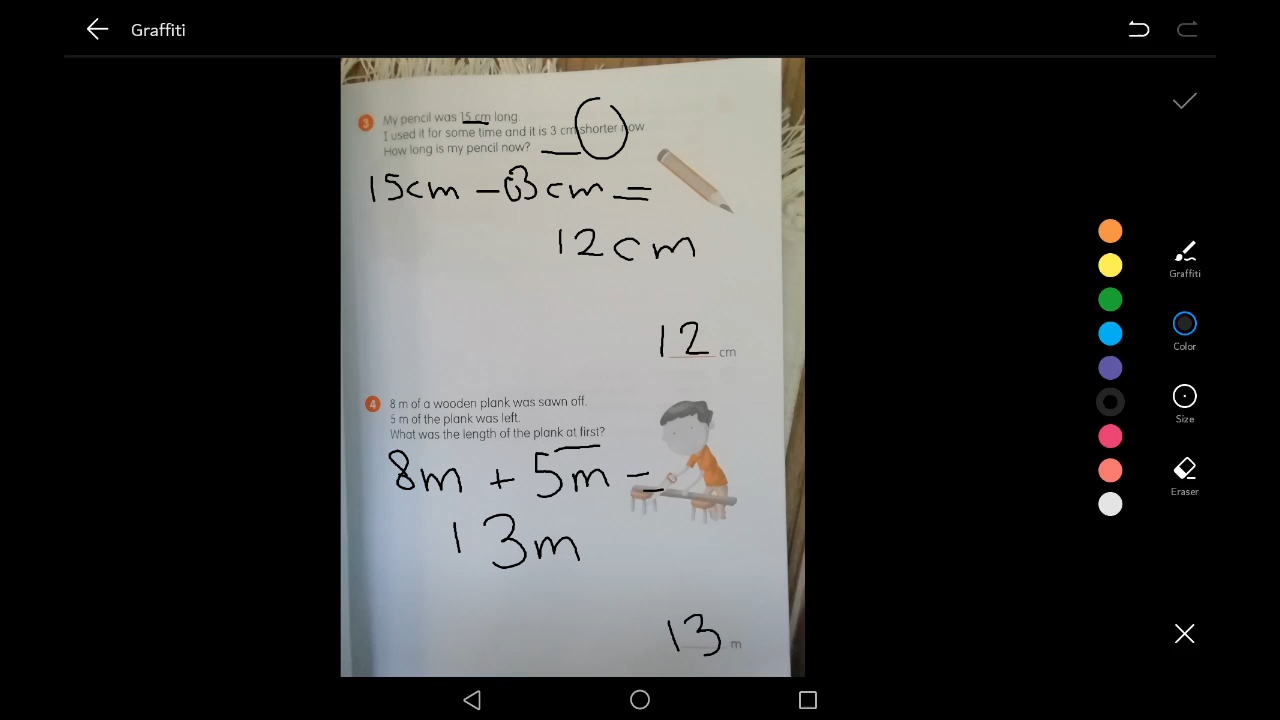 Graffiti
3 My pencil was 15 cm long.
I used it for some time and it is 3 cm shorter now.
How long is my pencil now?
15cm - 03cm =
12cm
12 cm
4 8 m of a wooden plank was sawn off.
5 m of the plank was left.
What was the length of the plank at first?
8m + 5m =
13m
13 m
Graffiti
Color
Size
Eraser